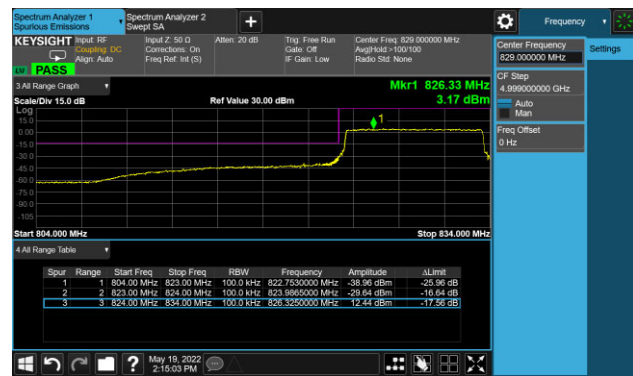 Spectrum Analyzer 1
Spurious Emissions
Spectrum Analyzer 2
Swept SA
+
Frequency
KEYSIGHT
Input: RF
Coupling: DC
Align: Auto
Input Z: 50 Ω
Corrections: On
Freq Ref: Int (S)
Atten: 20 dB
Trig: Free Run
Gate: Off
IF Gain: Low
Center Freq: 829.000000 MHz
Avg|Hold >100/100
Radio Std: None
LW PASS
3 All Range Graph
Mkr1 826.33 MHz
Scale/Div 15.0 dB
Ref Value 30.00 dBm
3.17 dBm
Log
15.0
0.00
-15.0
-30.0
-45.0
-60.0
-75.0
-90.0
-105
1
Start 804.000 MHz
Stop 834.000 MHz
4 All Range Table
Spur Range Start Freq Stop Freq RBW Frequency Amplitude ΔLimit
1 1 804.00 MHz 823.00 MHz 100.0 kHz 822.7530000 MHz -38.96 dBm -25.96 dB
2 2 823.00 MHz 824.00 MHz 100.0 kHz 823.9865000 MHz -29.64 dBm -16.64 dB
3 3 824.00 MHz 834.00 MHz 100.0 kHz 826.3250000 MHz 12.44 dBm -17.56 dB
Center Frequency
829.000000 MHz
Settings
CF Step
4.999000000 GHz
Auto
Man
Freq Offset
0 Hz
?
May 19, 2022
2:15:03 PM